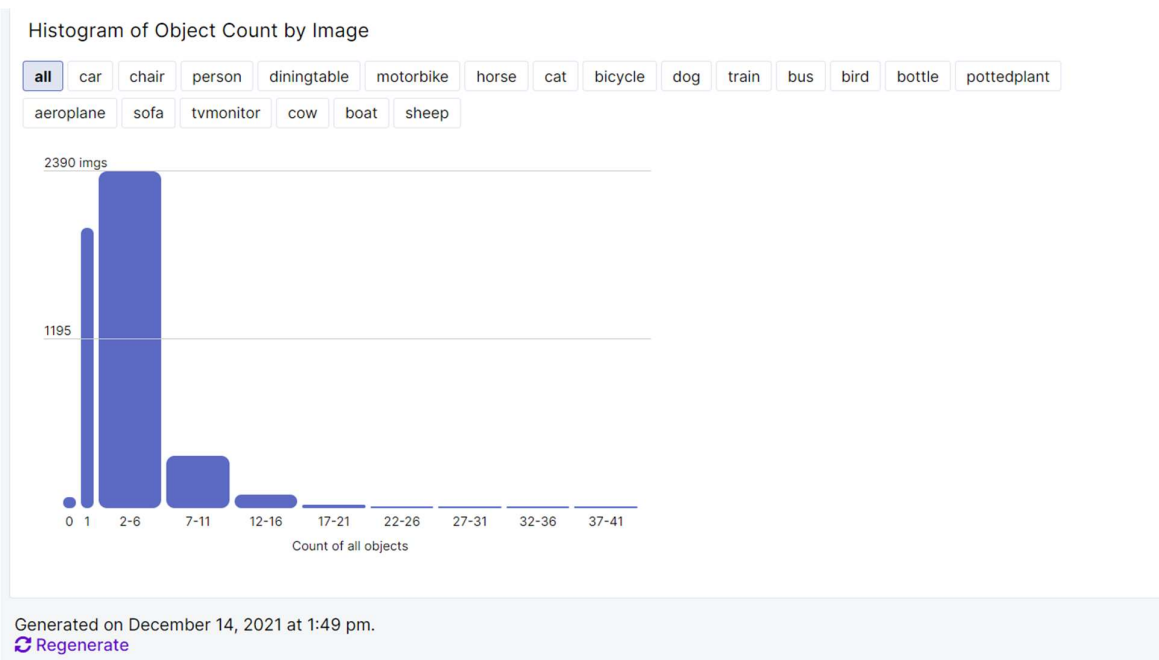 Histogram of Object Count by Image
all car chair person diningtable motorbike horse cat bicycle dog train bus bird bottle pottedplant
aeroplane sofa tvmonitor cow boat sheep
2390 imgs
1195
0 1 2-6 7-11 12-16 17-21 22-26 27-31 32-36 37-41
Count of all objects
Generated on December 14, 2021 at 1:49 pm.
Regenerate